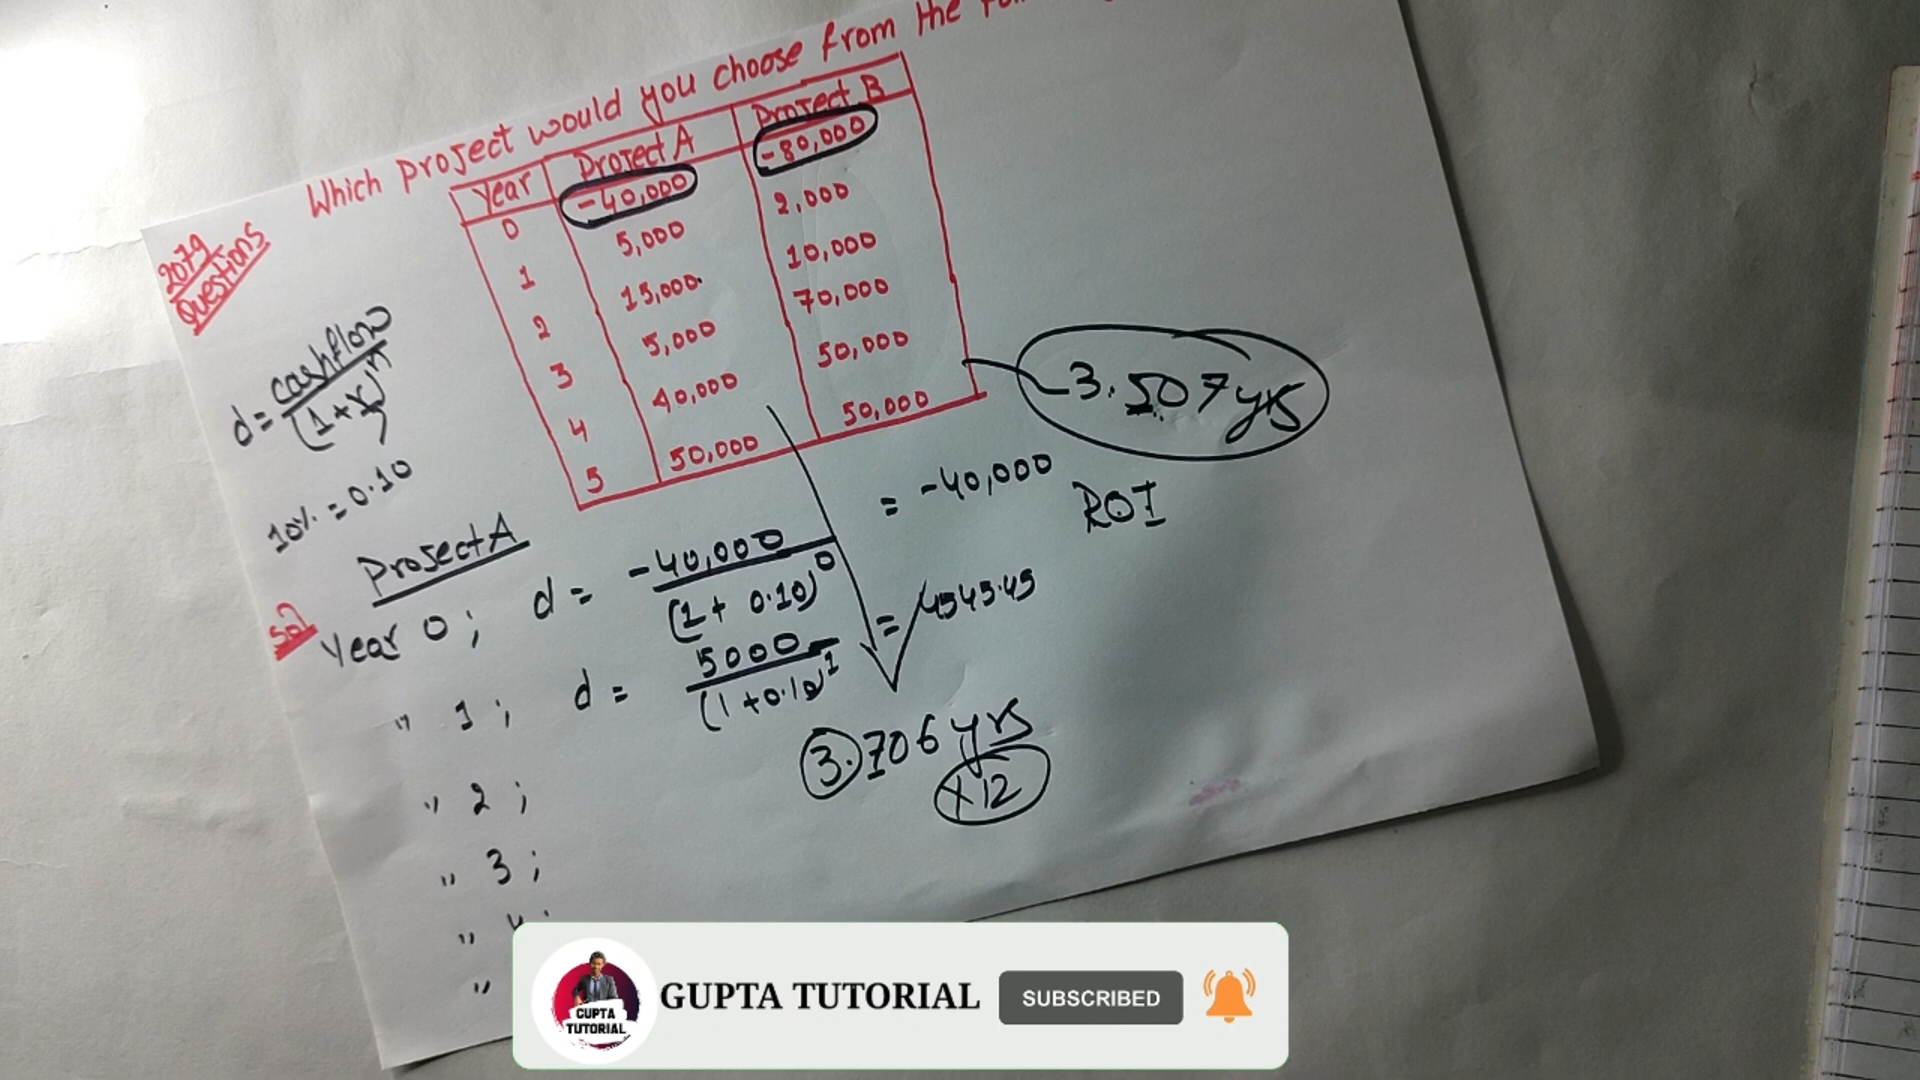 Which project would you choose from the
2079
Questions
Year Project A Project B
0 -40,000 -80,000
1 5,000 2,000
2 15,000 10,000
3 5,000 70,000
4 40,000 50,000
5 50,000 50,000
d = cashflow / (1+r)^n
10% = 0.10
3.507 yrs
ROI
Project A
Sol
Year 0 ; d = -40,000 / (1 + 0.10)^0 = -40,000
" 1 ; d = 5000 / (1+0.10)^1 = 4545.45
3.706 yrs
×12
" 2 ;
" 3 ;
"
"
GUPTA TUTORIAL
GUPTA TUTORIAL
SUBSCRIBED